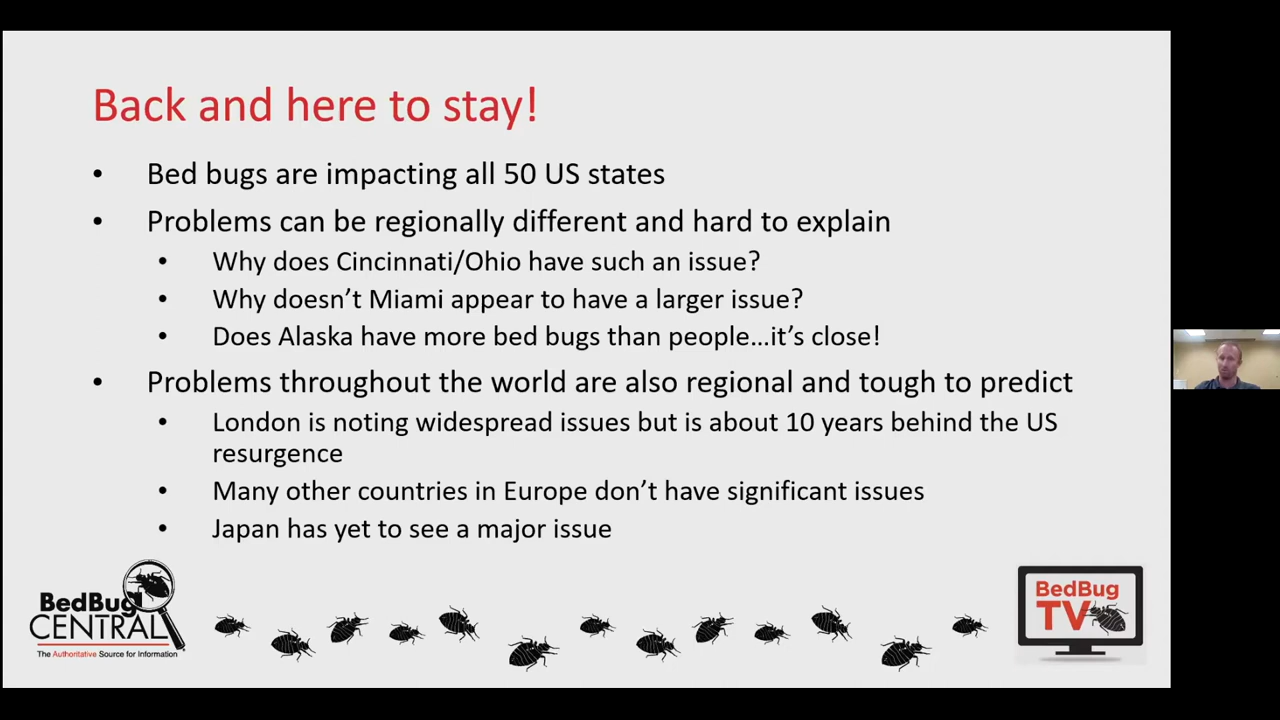 Back and here to stay!
• Bed bugs are impacting all 50 US states
• Problems can be regionally different and hard to explain
• Why does Cincinnati/Ohio have such an issue?
• Why doesn’t Miami appear to have a larger issue?
• Does Alaska have more bed bugs than people…it’s close!
• Problems throughout the world are also regional and tough to predict
• London is noting widespread issues but is about 10 years behind the US
resurgence
• Many other countries in Europe don’t have significant issues
• Japan has yet to see a major issue
BedBug
CENTRAL
The Authoritative Source for Information
BedBug
TV